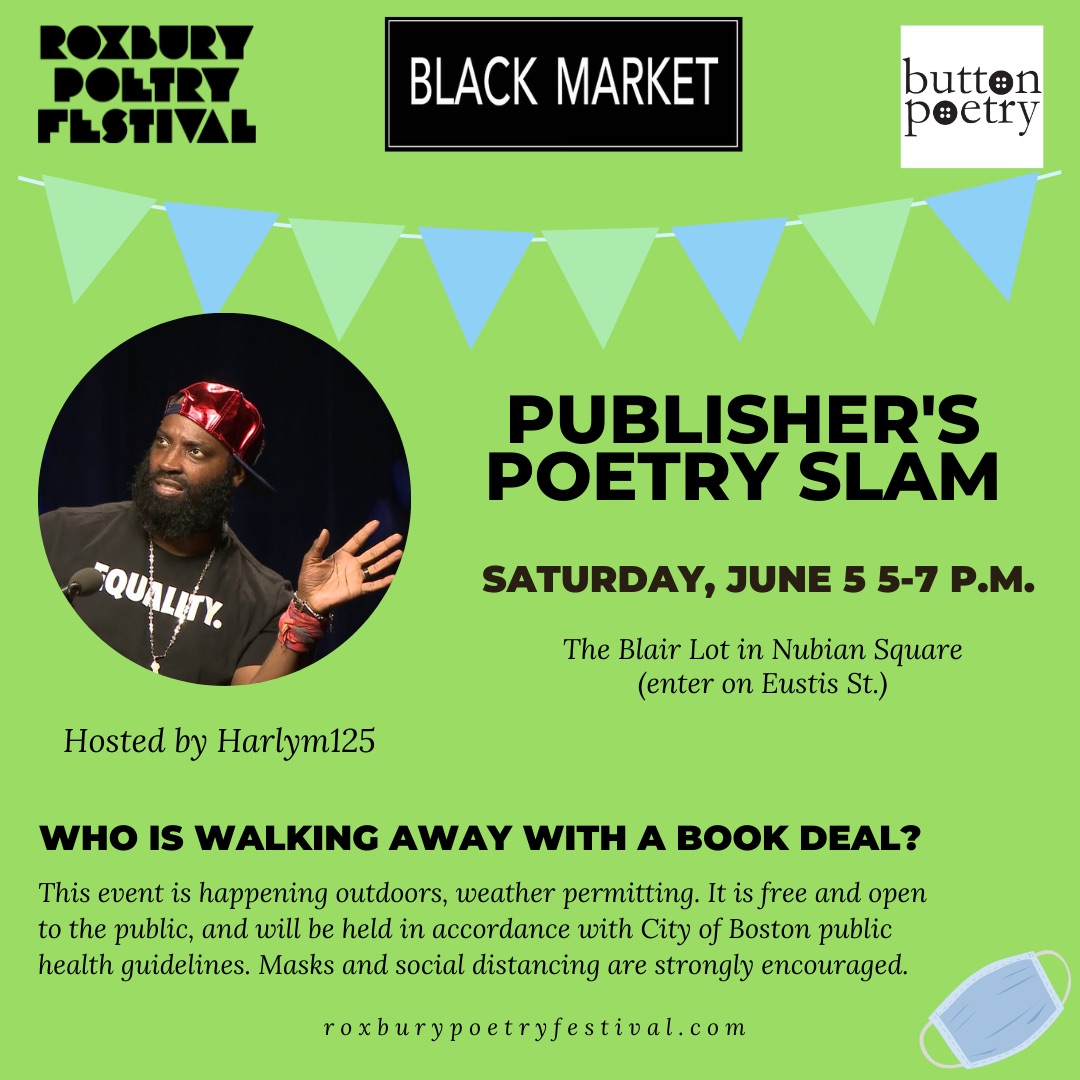 ROXBURY
POETRY
FESTIVAL
BLACK MARKET
button
poetry
PUBLISHER'S
POETRY SLAM
EQUALITY.
SATURDAY, JUNE 5 5-7 P.M.
The Blair Lot in Nubian Square
(enter on Eustis St.)
Hosted by Harlym125
WHO IS WALKING AWAY WITH A BOOK DEAL?
This event is happening outdoors, weather permitting. It is free and open
to the public, and will be held in accordance with City of Boston public
health guidelines. Masks and social distancing are strongly encouraged.
roxburypoetryfestival.com